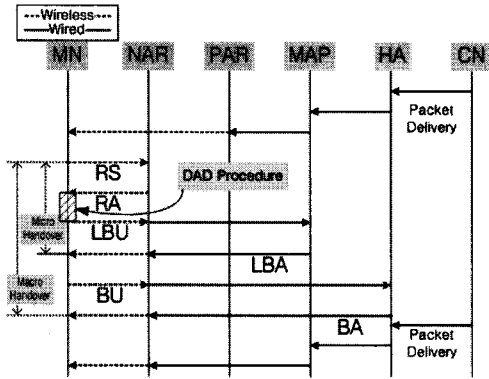 Wireless
Wired
MN NAR PAR MAP HA CN
Packet
Delivery
RS
DAD Procedure
RA
Micro
Handover
LBU
LBA
Macro
Handover
BU
BA
Packet
Delivery